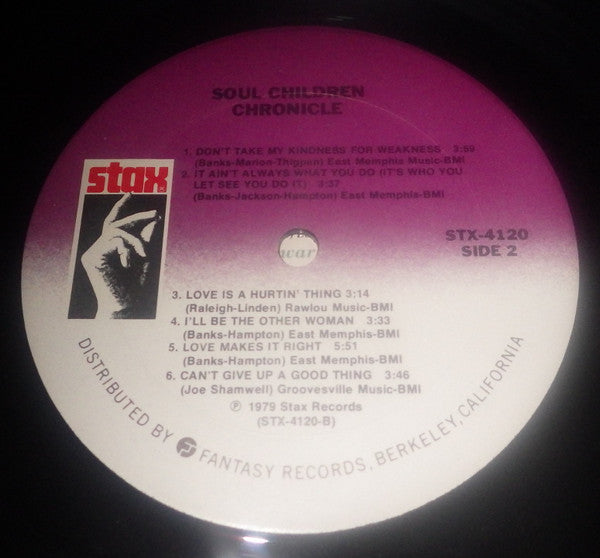 SOUL CHILDREN
CHRONICLE
1. DON'T TAKE MY KINDNESS FOR WEAKNESS 3:59
(Banks-Marion-Thigpen) East Memphis Music-BMI
2. IT AIN'T ALWAYS WHAT YOU DO (IT'S WHO YOU
LET SEE YOU DO IT) 3:37
(Banks-Jackson-Hampton) East Memphis-BMI
stax
STX-4120
SIDE 2
war
3. LOVE IS A HURTIN' THING 3:14
(Raleigh-Linden) Rawlou Music-BMI
4. I'LL BE THE OTHER WOMAN 3:33
(Banks-Hampton) East Memphis-BMI
5. LOVE MAKES IT RIGHT 5:51
(Banks-Hampton) East Memphis-BMI
6. CAN'T GIVE UP A GOOD THING 3:46
(Joe Shamwell) Groovesville Music-BMI
℗ 1979 Stax Records
(STX-4120-B)
DISTRIBUTED BY FANTASY RECORDS, BERKELEY, CALIFORNIA